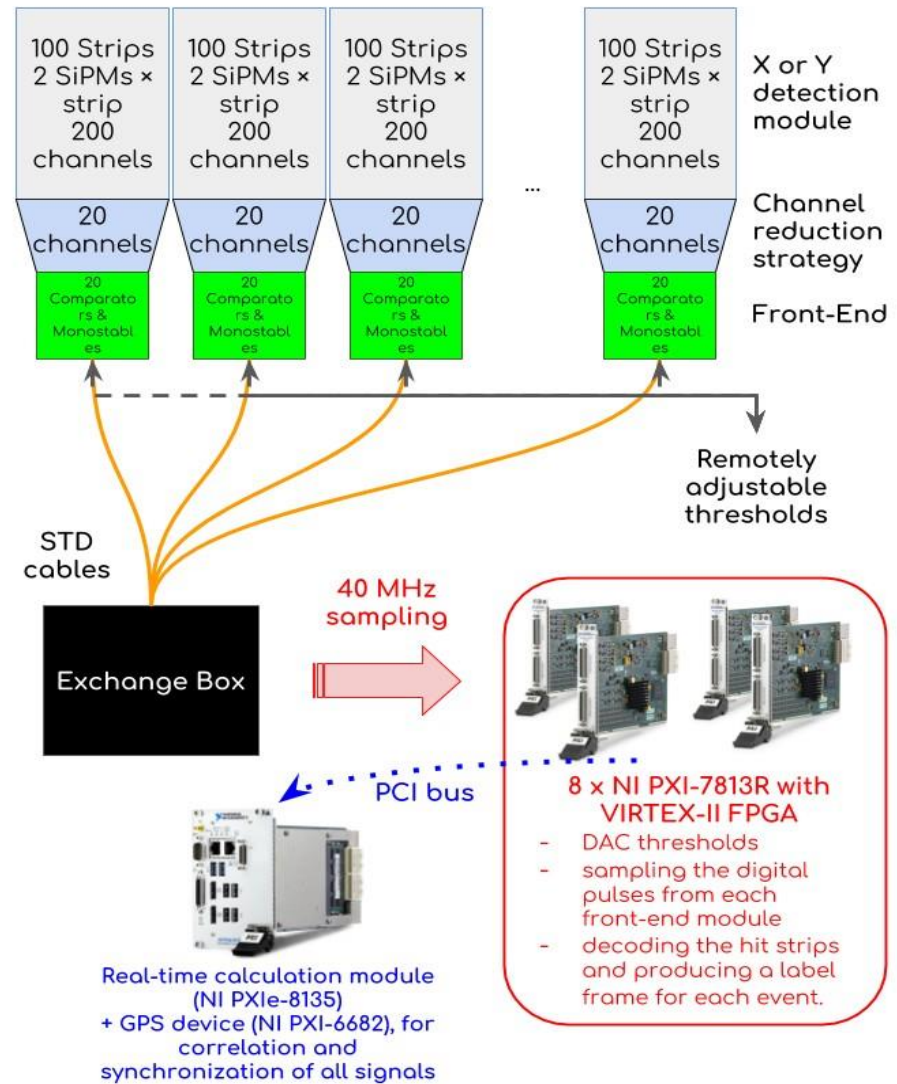 100 Strips
2 SiPMs ×
strip
200
channels
100 Strips
2 SiPMs ×
strip
200
channels
100 Strips
2 SiPMs ×
strip
200
channels
...
100 Strips
2 SiPMs ×
strip
200
channels
X or Y
detection
module
20
channels
20
channels
20
channels
20
channels
Channel
reduction
strategy
20
Comparato
rs &
Monostabl
es
20
Comparato
rs &
Monostabl
es
20
Comparato
rs &
Monostabl
es
20
Comparato
rs &
Monostabl
es
Front-End
Remotely
adjustable
thresholds
STD
cables
40 MHz
sampling
Exchange Box
PCI bus
8 x NI PXI-7813R with
VIRTEX-II FPGA
- DAC thresholds
- sampling the digital
pulses from each
front-end module
- decoding the hit strips
and producing a label
frame for each event.
Real-time calculation module
(NI PXIe-8135)
+ GPS device (NI PXI-6682), for
correlation and
synchronization of all signals